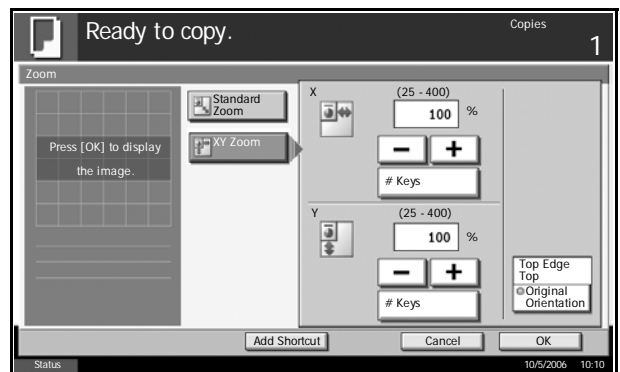 Ready to copy.
Copies
1
Zoom
Press [OK] to display
the image.
Standard
Zoom
XY Zoom
X
(25 - 400)
100 %
− +
# Keys
Y
(25 - 400)
100 %
− +
# Keys
Top Edge
Top
Original
Orientation
Add Shortcut
Cancel
OK
Status
10/5/2006 10:10